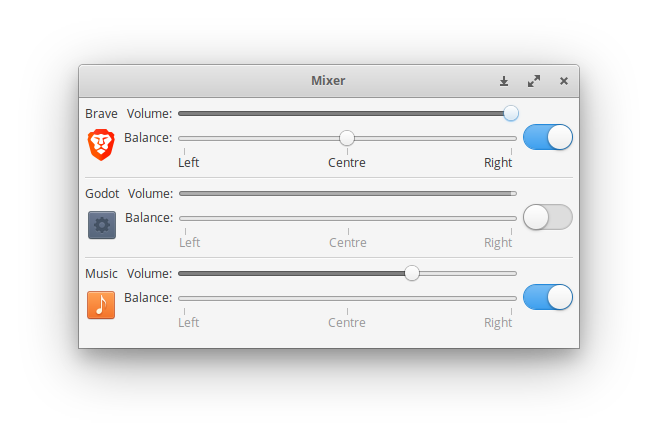 Mixer
Brave Volume:
Balance:
Left Centre Right
Godot Volume:
Balance:
Left Centre Right
Music Volume:
Balance:
Left Centre Right